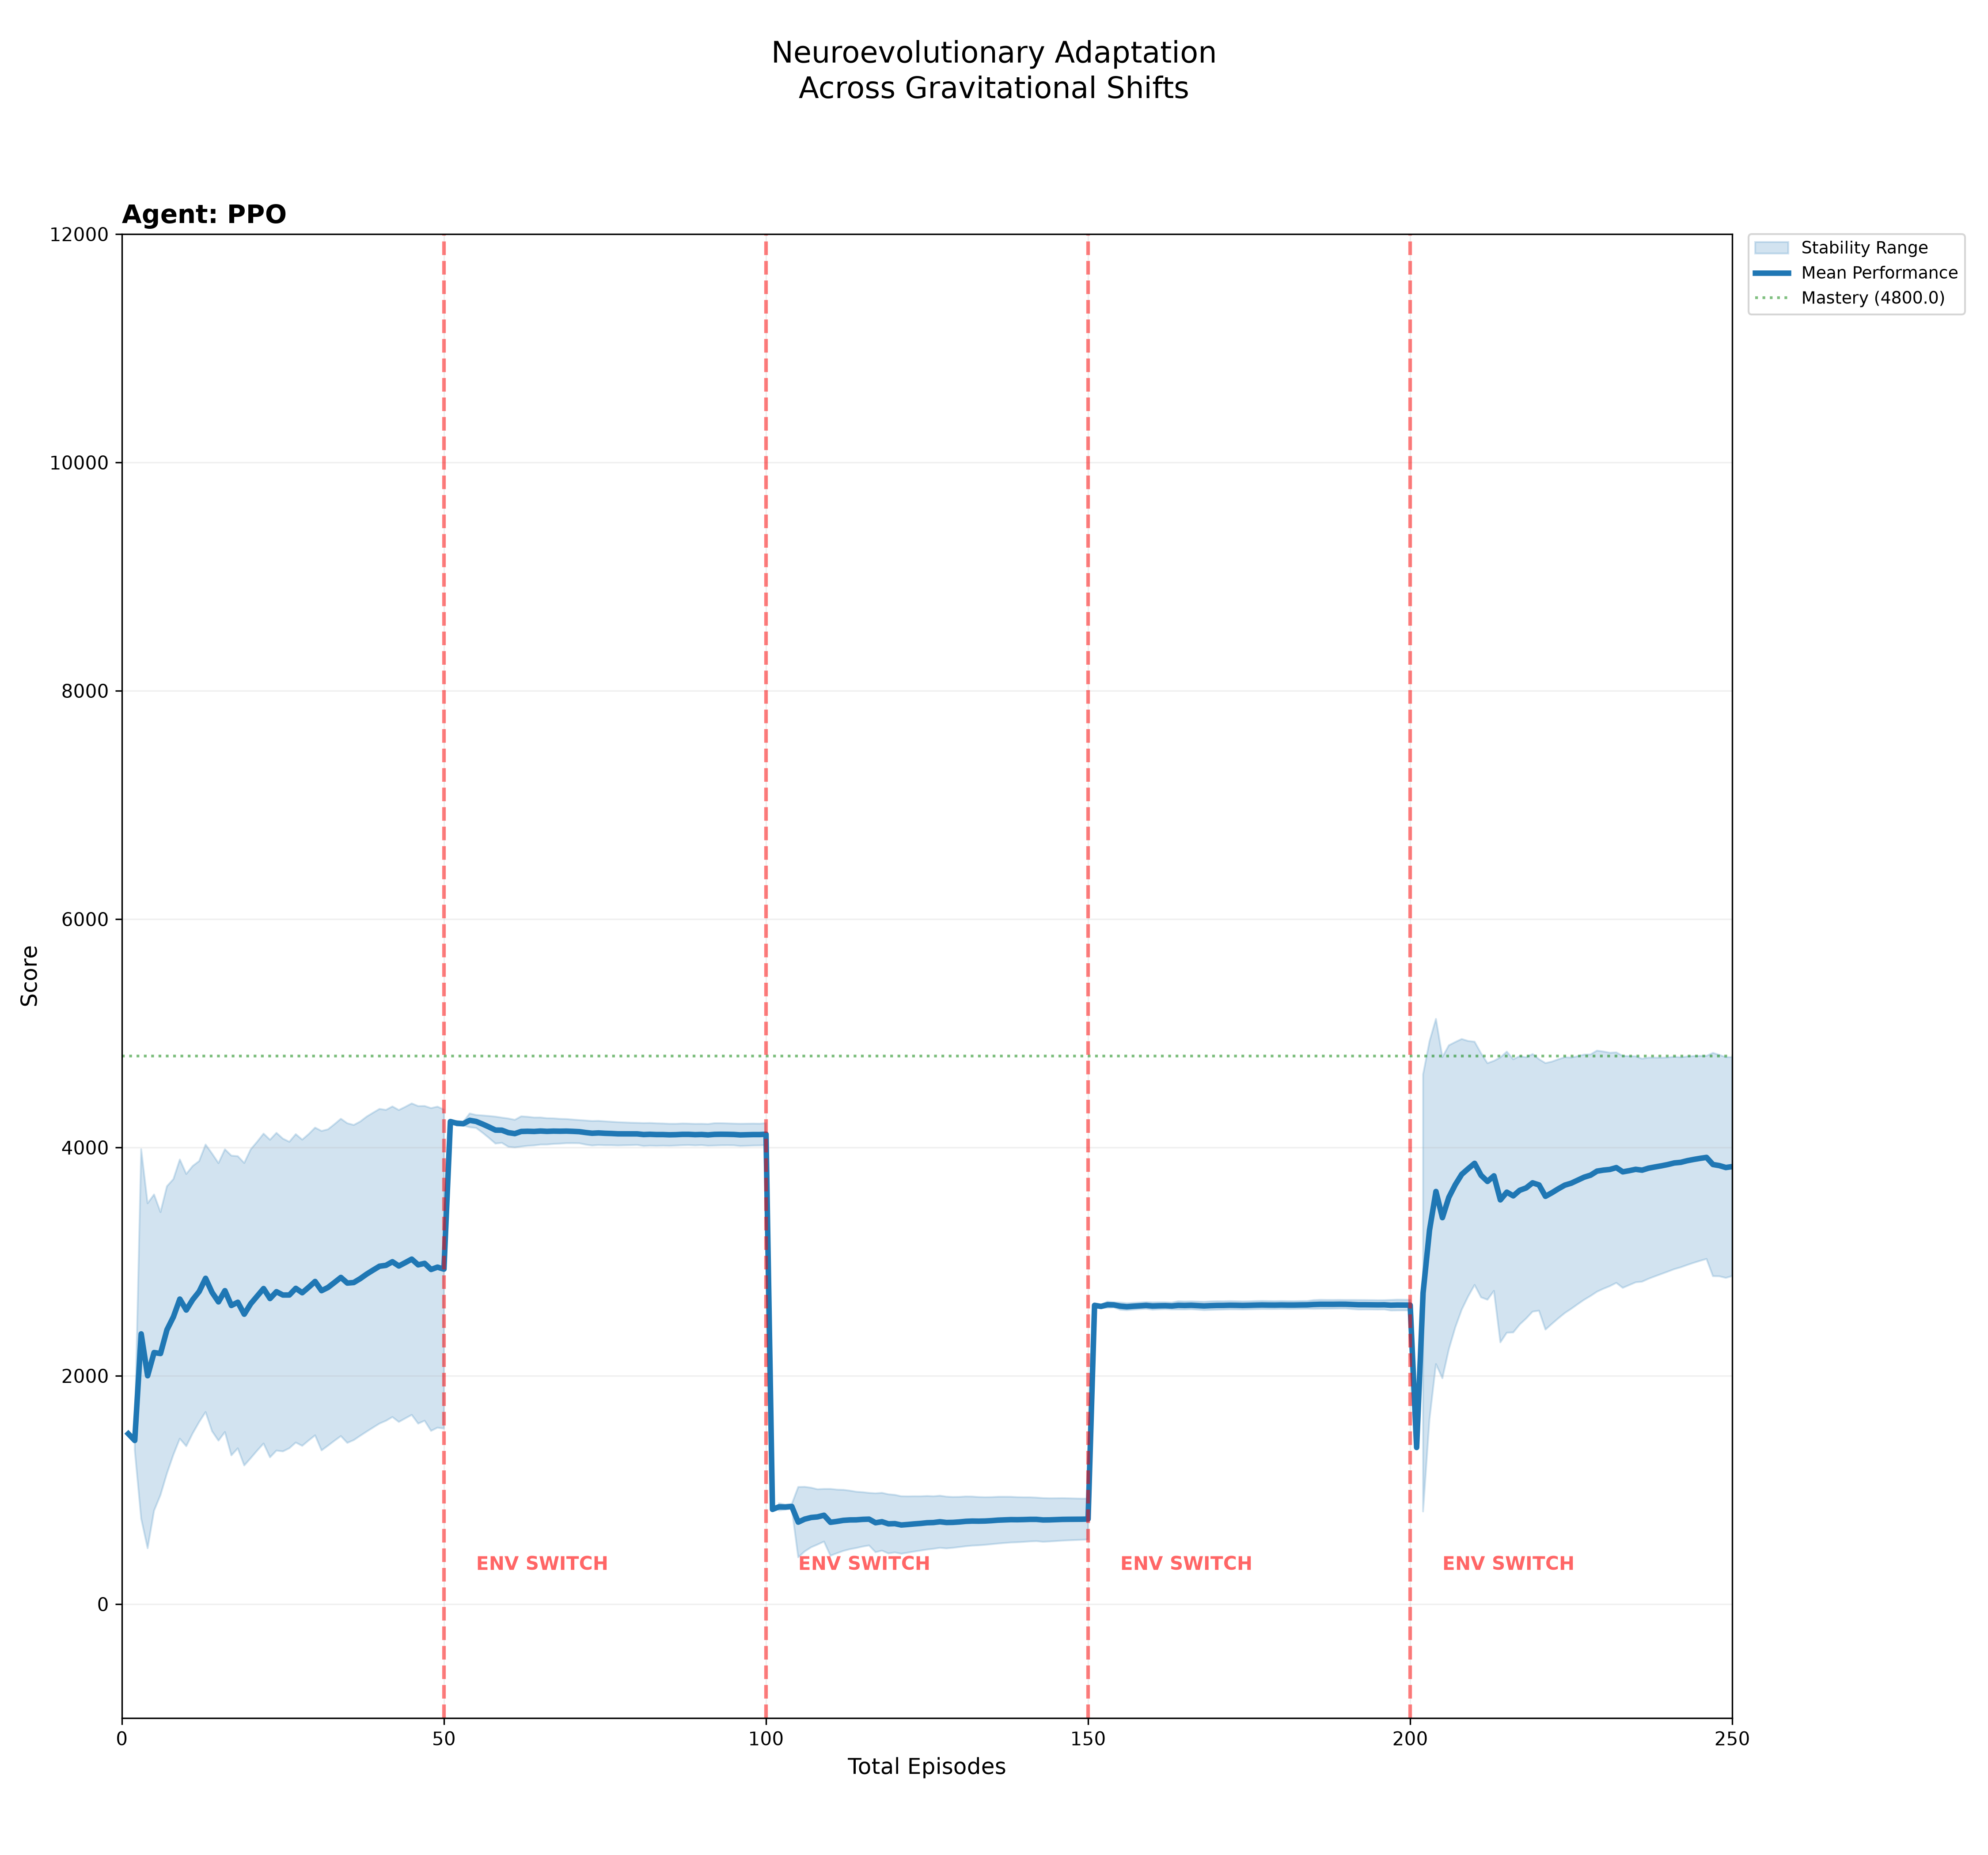 Neuroevolutionary Adaptation
Across Gravitational Shifts
Agent: PPO
12000
10000
8000
6000
4000
2000
0
Score
Stability Range
Mean Performance
Mastery (4800.0)
ENV SWITCH
ENV SWITCH
ENV SWITCH
ENV SWITCH
0
50
100
150
200
250
Total Episodes